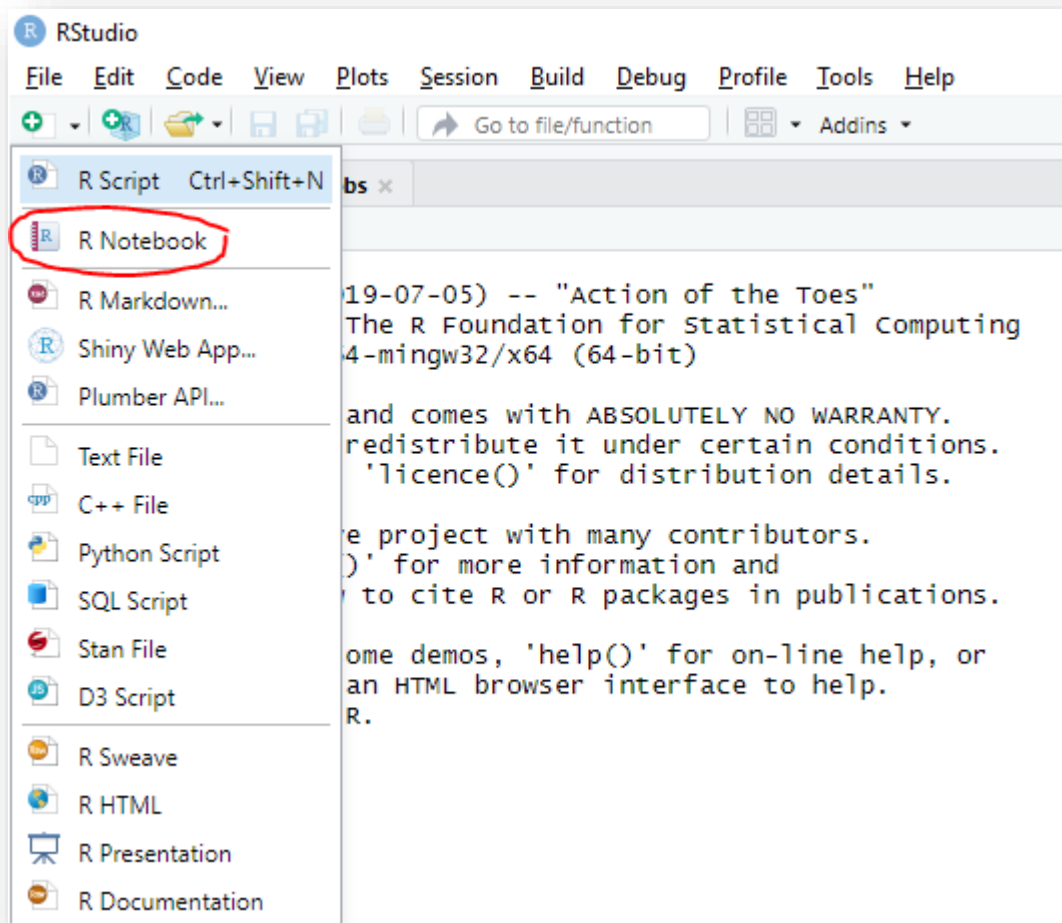 RStudio
File Edit Code View Plots Session Build Debug Profile Tools Help
Go to file/function Addins
R Script Ctrl+Shift+N
bs
R Notebook
R Markdown...
Shiny Web App...
Plumber API...
Text File
C++ File
Python Script
SQL Script
Stan File
D3 Script
R Sweave
R HTML
R Presentation
R Documentation
19-07-05) -- "Action of the Toes"
The R Foundation for Statistical Computing
4-mingw32/x64 (64-bit)
and comes with ABSOLUTELY NO WARRANTY.
redistribute it under certain conditions.
'licence()' for distribution details.
e project with many contributors.
)' for more information and
to cite R or R packages in publications.
ome demos, 'help()' for on-line help, or
an HTML browser interface to help.
R.